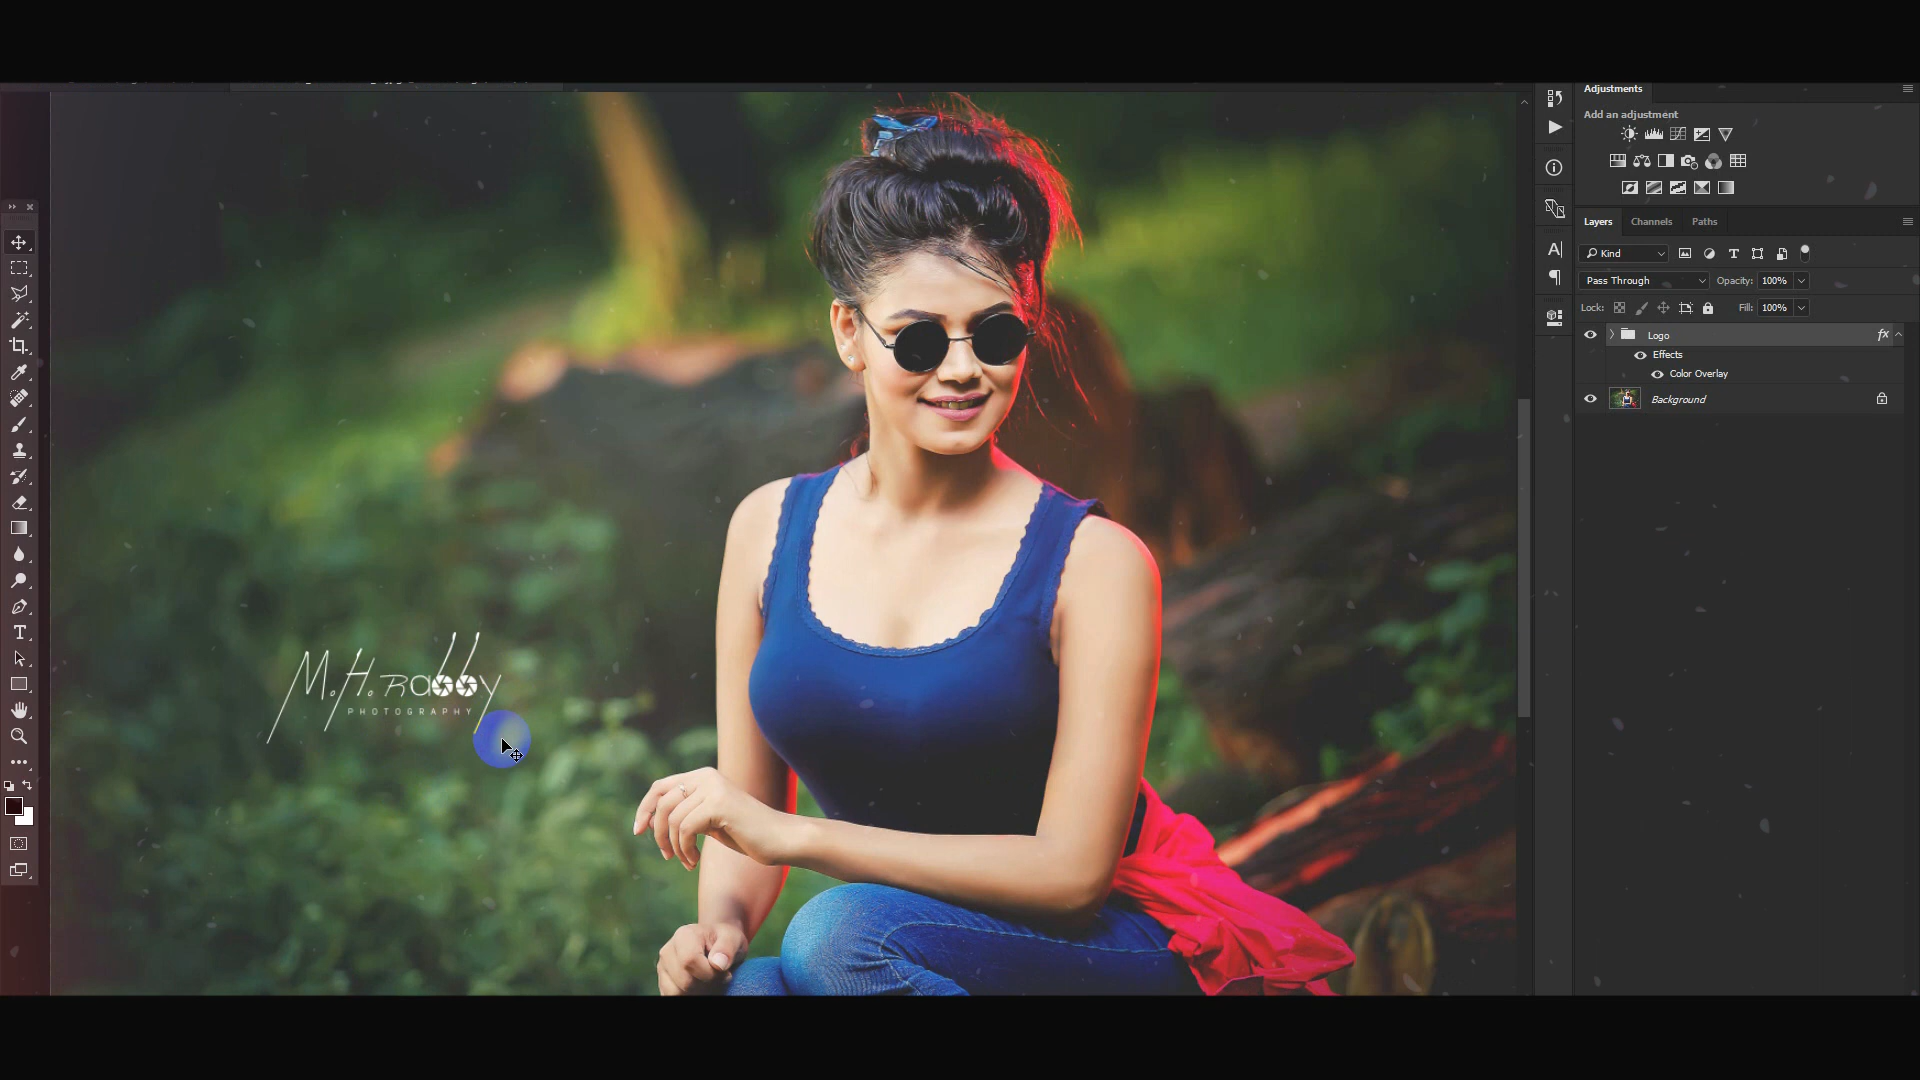 Adjustments
Add an adjustment
Layers Channels Paths
Kind
Pass Through Opacity: 100%
Lock: Fill: 100%
Logo fx
Effects
Color Overlay
Background
M.H. Rabby
PHOTOGRAPHY